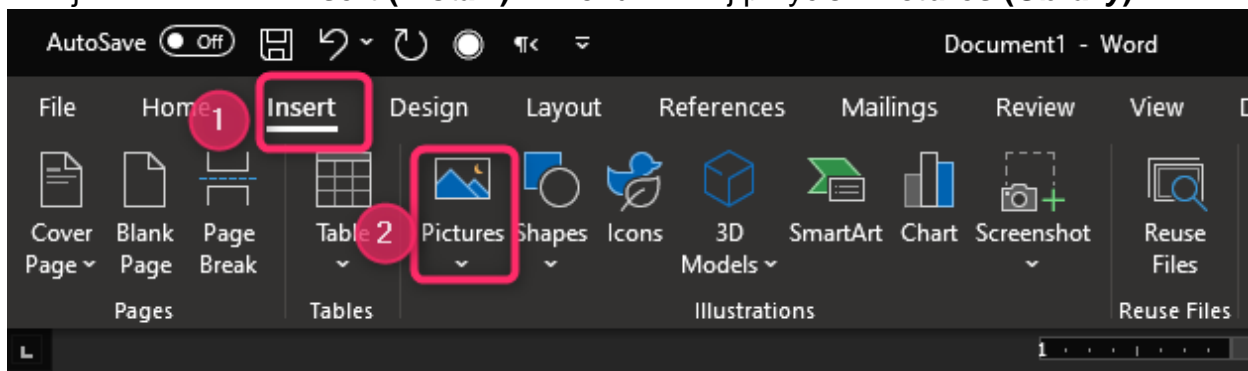 AutoSave Off Document1 - Word
File Home Insert Design Layout References Mailings Review View
1
Cover Page Blank Page Page Break Table 2 Pictures Shapes Icons 3D Models SmartArt Chart Screenshot Reuse Files
Pages Tables Illustrations Reuse Files
1